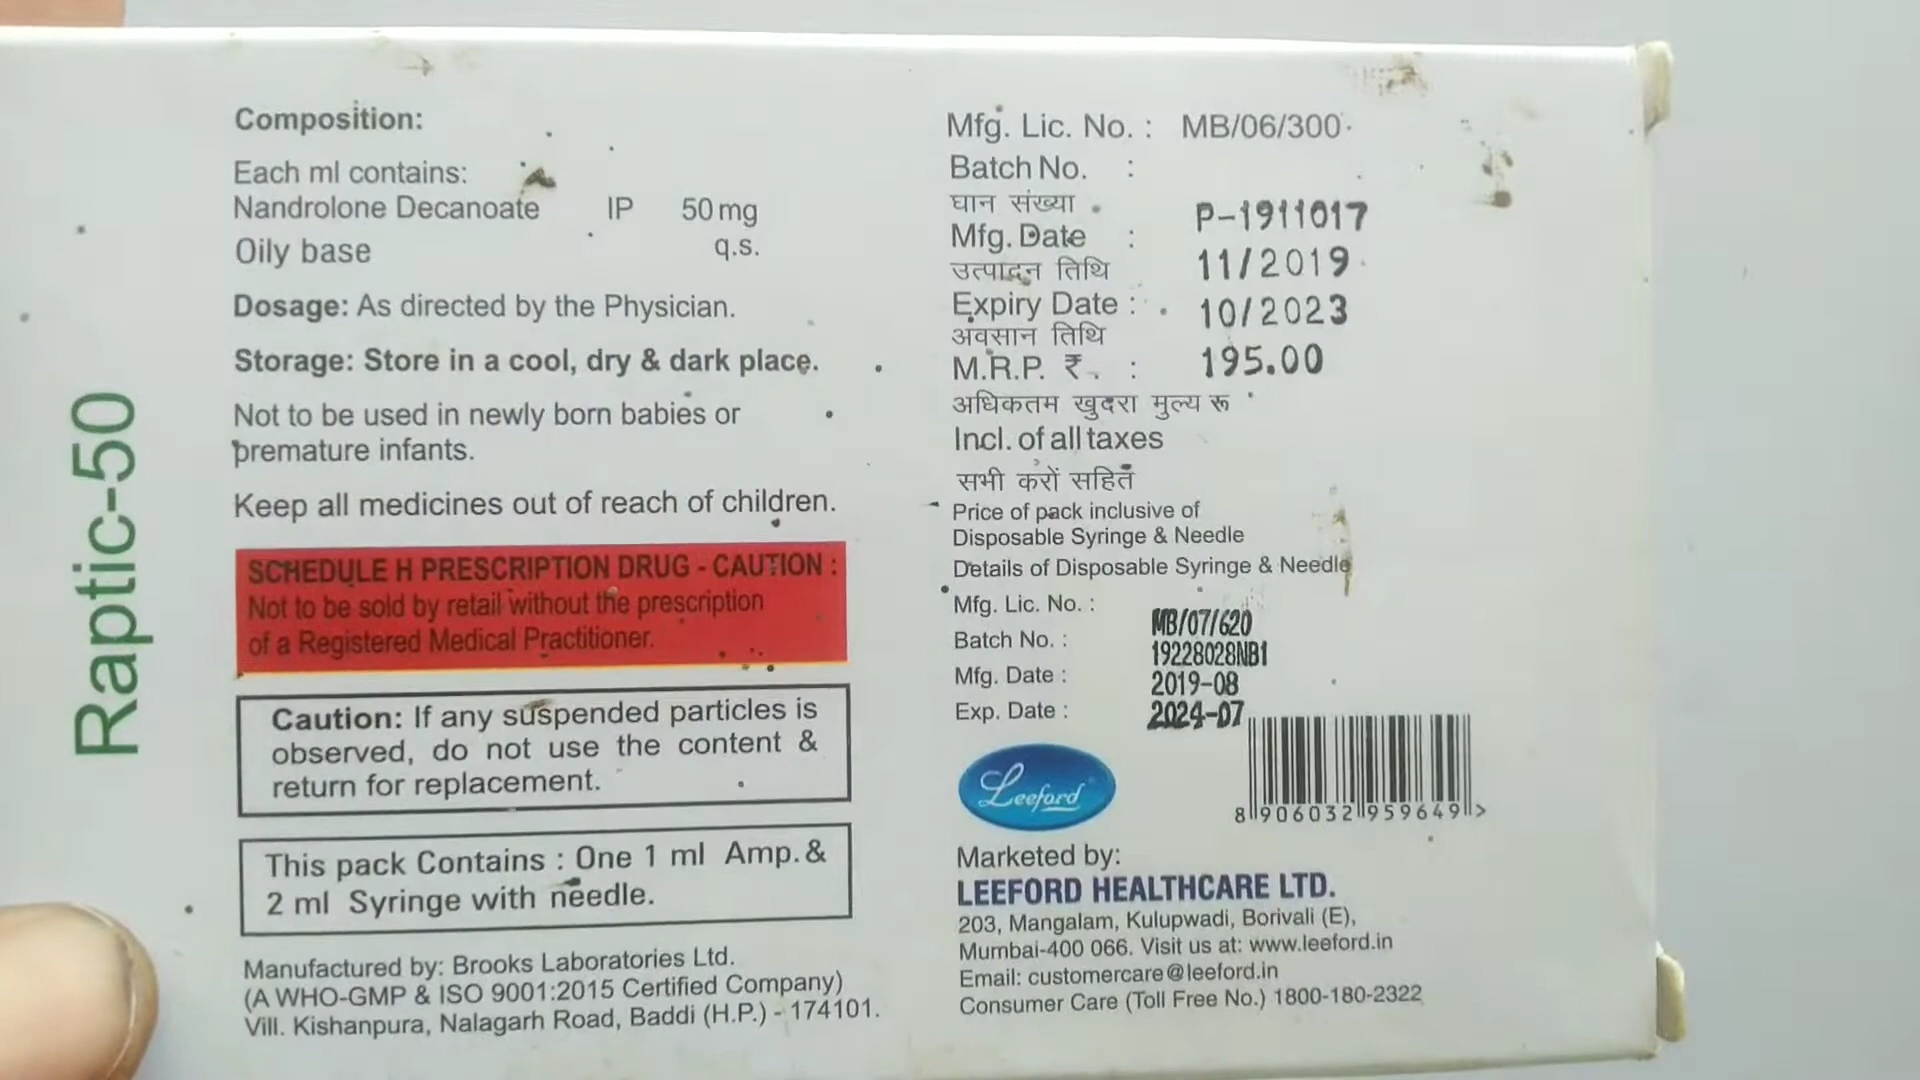 Raptic-50
Composition:
Each ml contains:
Nandrolone Decanoate IP 50 mg
Oily base q.s.
Dosage: As directed by the Physician.
Storage: Store in a cool, dry & dark place.
Not to be used in newly born babies or
premature infants.
Keep all medicines out of reach of children.
SCHEDULE H PRESCRIPTION DRUG - CAUTION :
Not to be sold by retail without the prescription
of a Registered Medical Practitioner.
Caution: If any suspended particles is
observed, do not use the content &
return for replacement.
This pack Contains : One 1 ml Amp. &
2 ml Syringe with needle.
Manufactured by: Brooks Laboratories Ltd.
(A WHO-GMP & ISO 9001:2015 Certified Company)
Vill. Kishanpura, Nalagarh Road, Baddi (H.P.) - 174101.
Mfg. Lic. No. : MB/06/300
Batch No. :
घान संख्या P-1911017
Mfg. Date :
उत्पादन तिथि 11/2019
Expiry Date : 10/2023
अवसान तिथि
M.R.P. ₹ : 195.00
अधिकतम खुदरा मुल्य रू
Incl. of all taxes
सभी करों सहित
Price of pack inclusive of
Disposable Syringe & Needle
Details of Disposable Syringe & Needle
Mfg. Lic. No. : MB/07/620
Batch No. : 19228028NB1
Mfg. Date : 2019-08
Exp. Date : 2024-07
Leeford
8 906032 959649 >
Marketed by:
LEEFORD HEALTHCARE LTD.
203, Mangalam, Kulupwadi, Borivali (E),
Mumbai-400 066. Visit us at: www.leeford.in
Email: customercare@leeford.in
Consumer Care (Toll Free No.) 1800-180-2322